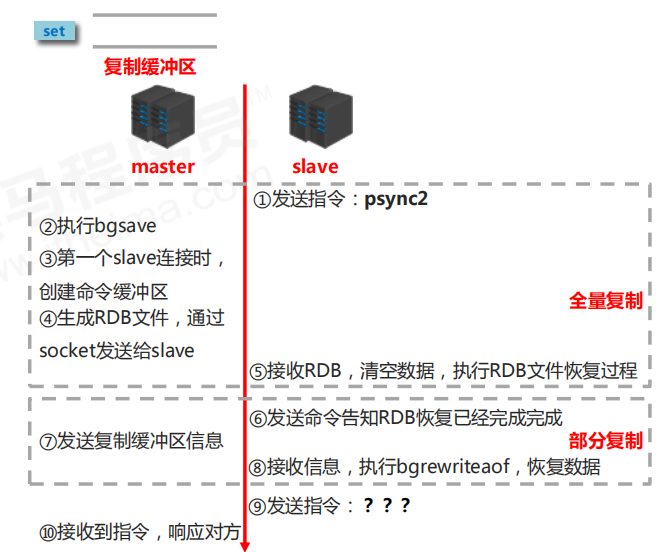 set
复制缓冲区
master
slave
①发送指令：psync2
②执行bgsave
③第一个slave连接时，
创建命令缓冲区
④生成RDB文件，通过
socket发送给slave
全量复制
⑤接收RDB，清空数据，执行RDB文件恢复过程
⑥发送命令告知RDB恢复已经完成完成
⑦发送复制缓冲区信息
部分复制
⑧接收信息，执行bgrewriteaof，恢复数据
⑨发送指令：？？？
⑩接收到指令，响应对方